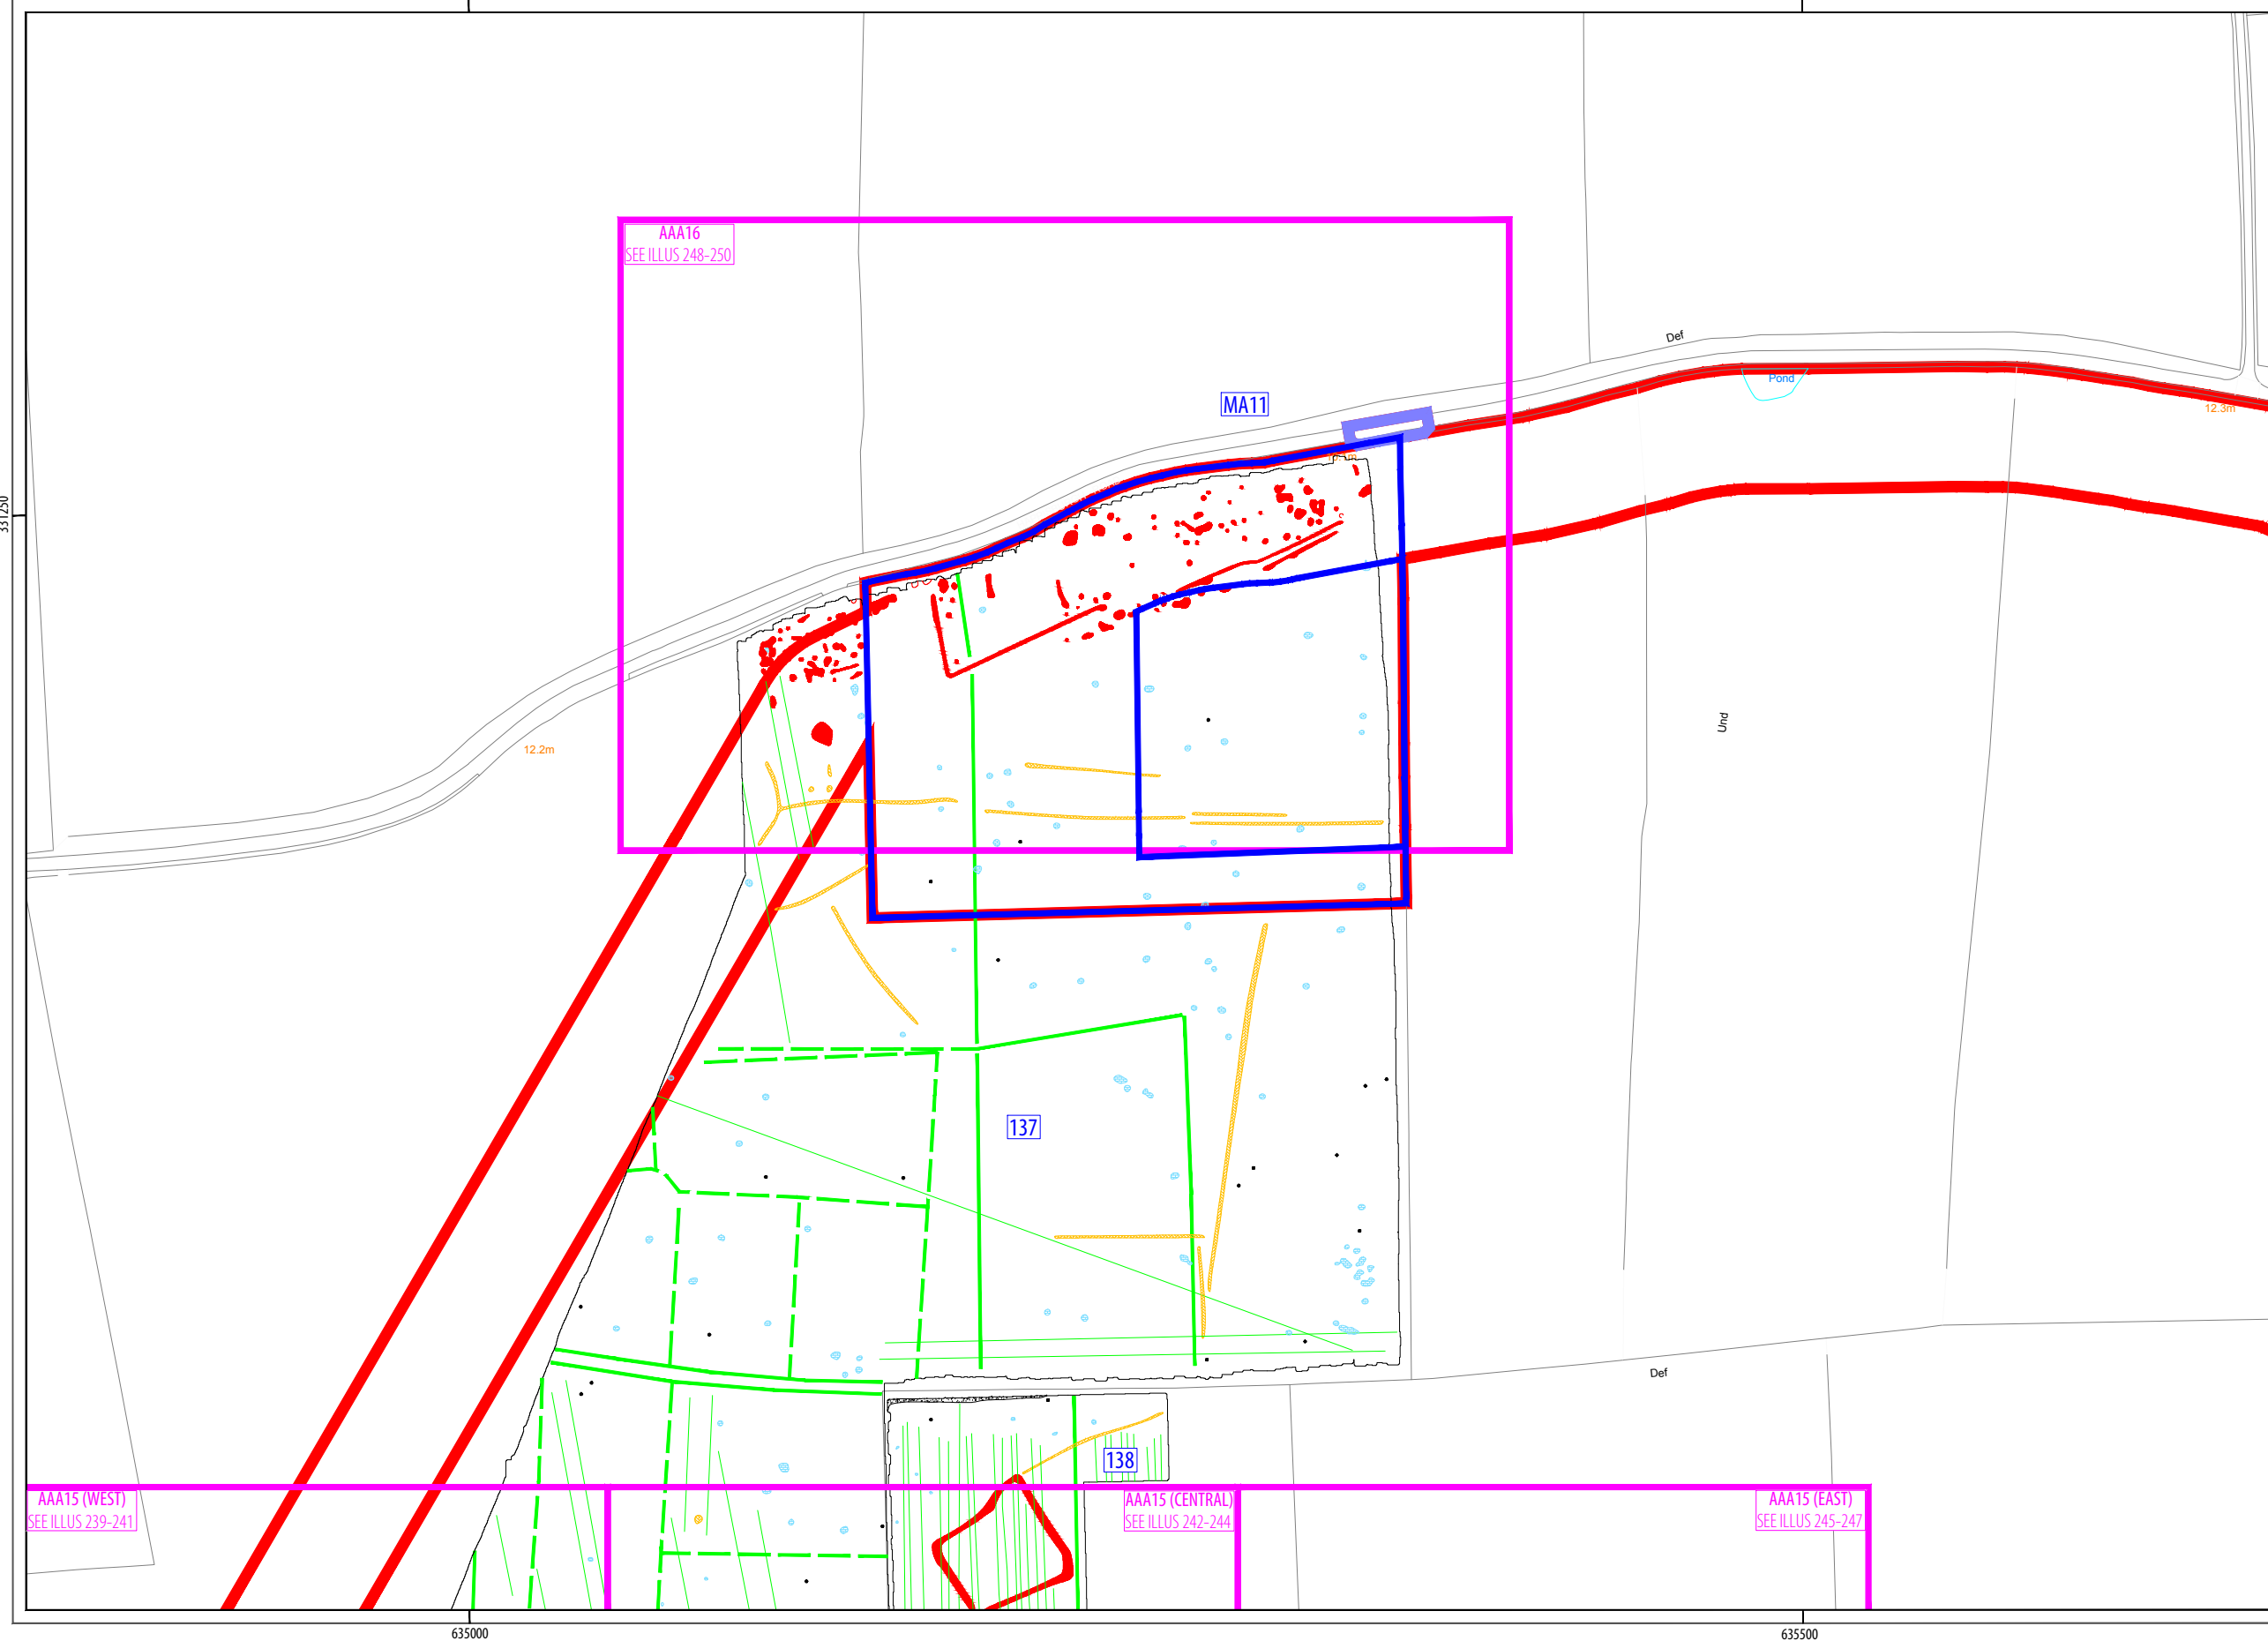 AAA16
SEE ILLUS 248-250
Def
Pond
MA11
12.3m
331250
Und
12.2m
137
Def
138
AAA15 (WEST)
SEE ILLUS 239-241
AAA15 (CENTRAL)
SEE ILLUS 242-244
AAA15 (EAST)
SEE ILLUS 245-247
635000
635500